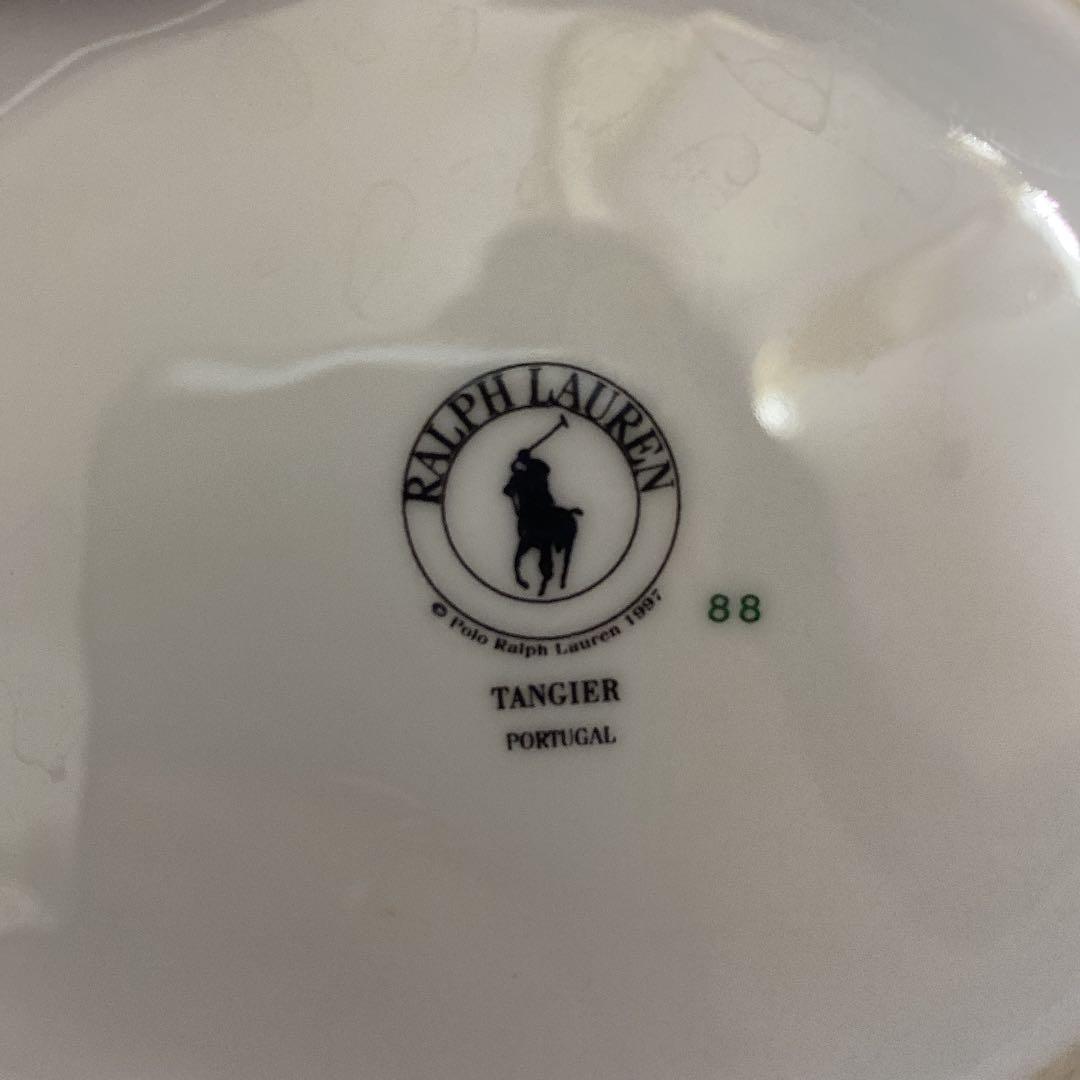 RALPH LAUREN
© Polo Ralph Lauren 1997
88
TANGIER
PORTUGAL